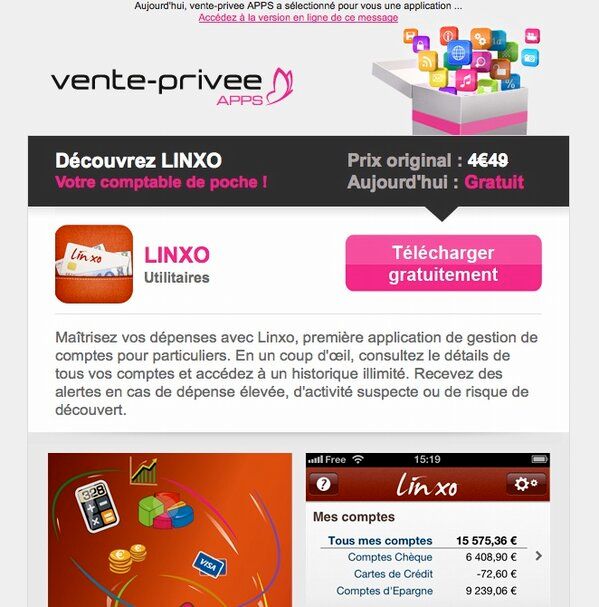 Aujourd'hui, vente-privee APPS a sélectionné pour vous une application ...
Accédez à la version en ligne de ce message
vente-privee
APPS
Découvrez LINXO
Votre comptable de poche !
Prix original : 4€49
Aujourd'hui : Gratuit
Linxo
LINXO
Utilitaires
Télécharger
gratuitement
Maîtrisez vos dépenses avec Linxo, première application de gestion de
comptes pour particuliers. En un coup d'œil, consultez le détails de
tous vos comptes et accédez à un historique illimité. Recevez des
alertes en cas de dépense élevée, d'activité suspecte ou de risque de
découvert.
328
VISA
Free 15:19
? Linxo
Mes comptes
Tous mes comptes 15 575,36 €
Comptes Chèque 6 408,90 €
Cartes de Crédit -72,60 €
Comptes d'Epargne 9 239,06 €